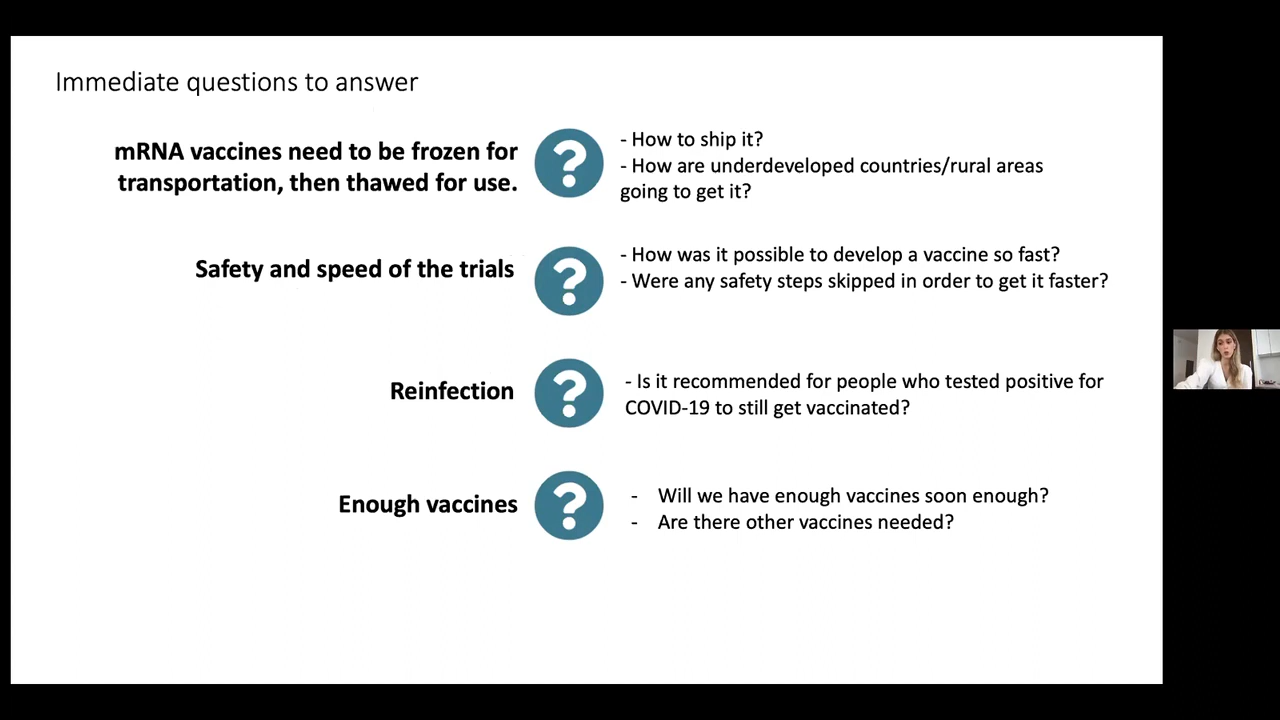 Immediate questions to answer
mRNA vaccines need to be frozen for
transportation, then thawed for use.
- How to ship it?
- How are underdeveloped countries/rural areas
going to get it?
Safety and speed of the trials
- How was it possible to develop a vaccine so fast?
- Were any safety steps skipped in order to get it faster?
Reinfection
- Is it recommended for people who tested positive for
COVID-19 to still get vaccinated?
Enough vaccines
- Will we have enough vaccines soon enough?
- Are there other vaccines needed?